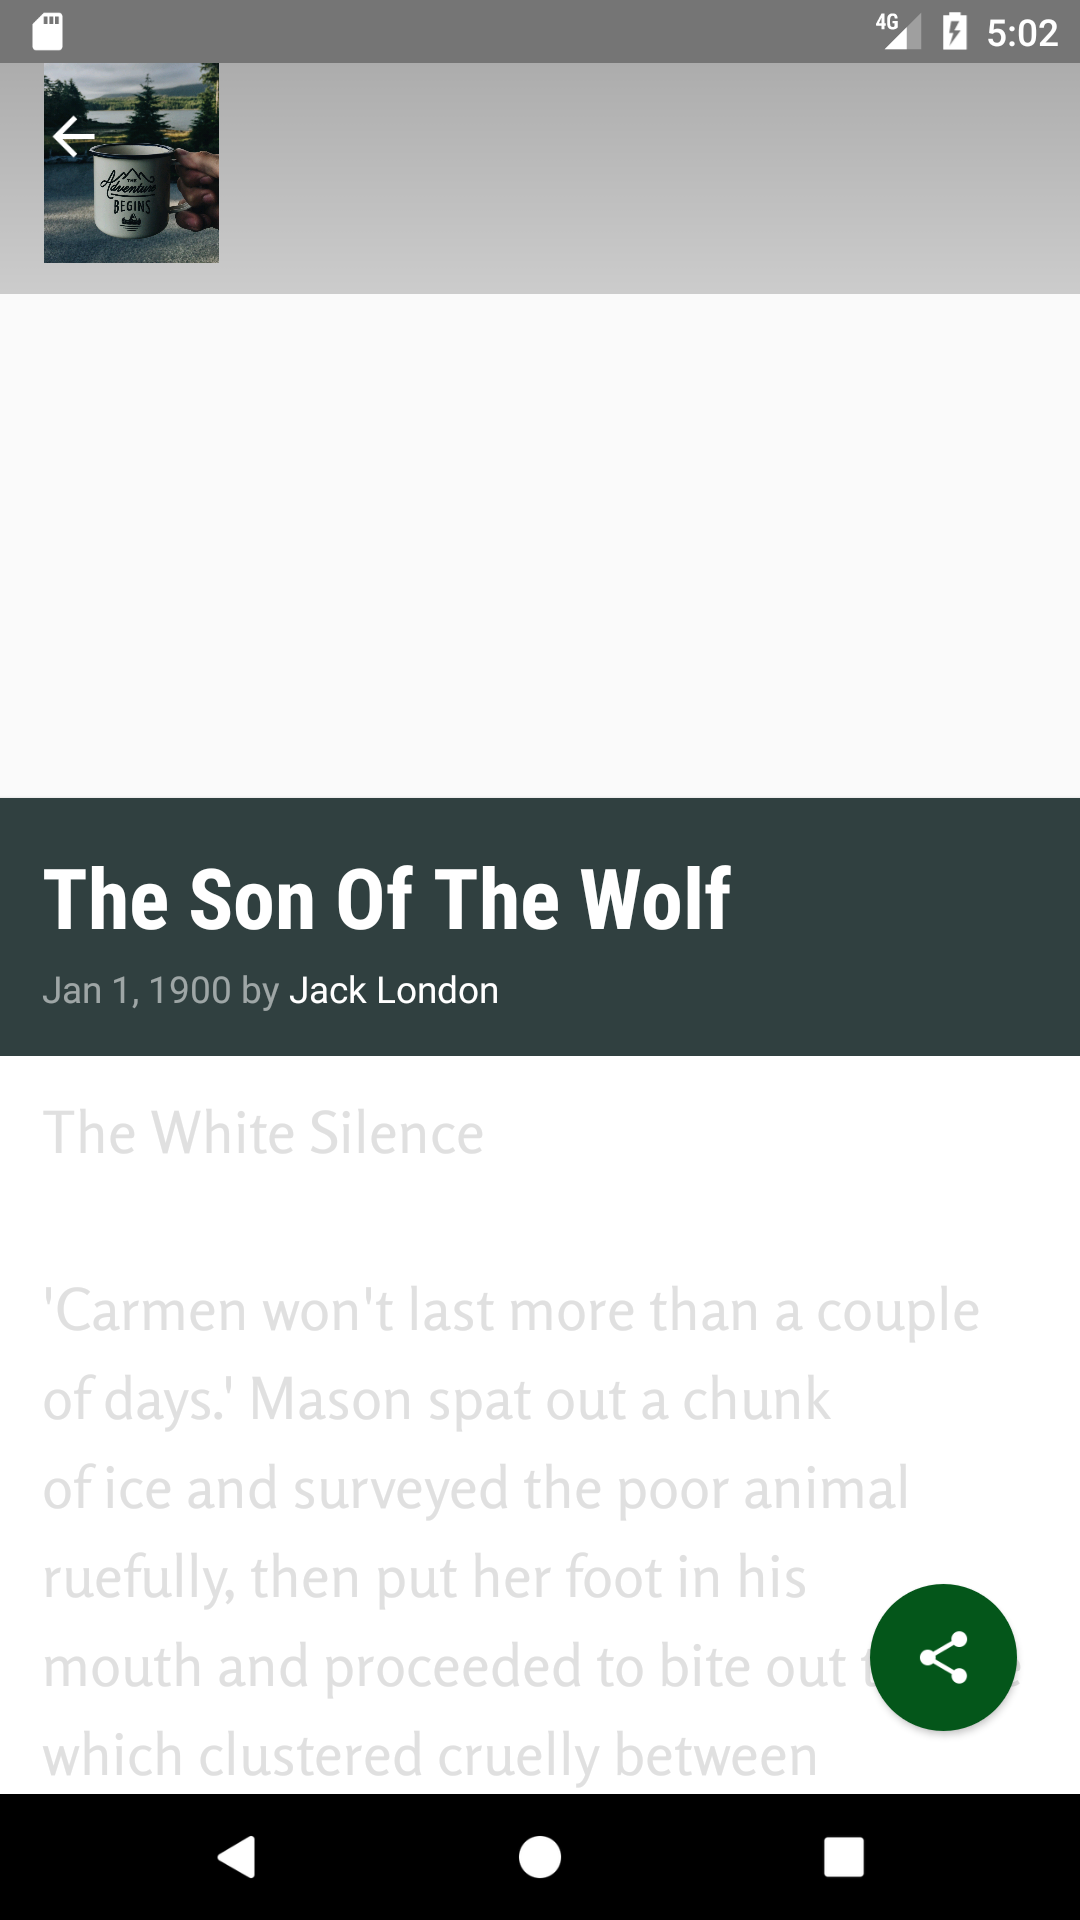 4G 5:02
THE
Adventure
BEGINS
The Son Of The Wolf
Jan 1, 1900 by Jack London
The White Silence
'Carmen won't last more than a couple
of days.' Mason spat out a chunk
of ice and surveyed the poor animal
ruefully, then put her foot in his
mouth and proceeded to bite out
which clustered cruelly between